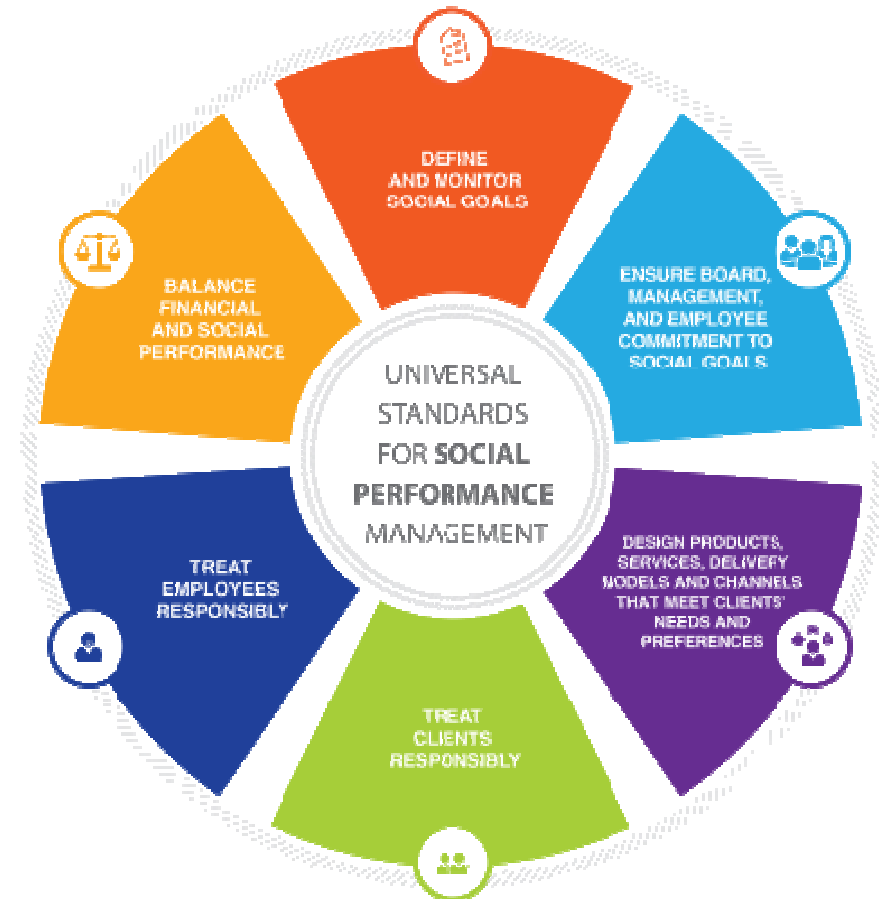 DEFINE
AND MONITOR
SOCIAL GOALS
ENSURE BOARD,
MANAGEMENT,
AND EMPLOYEE
COMMITMENT TO
SOCIAL GOALS
DESIGN PRODUCTS,
SERVICES, DELIVERY
MODELS AND CHANNELS
THAT MEET CLIENTS'
NEEDS AND
PREFERENCES
TREAT
CLIENTS
RESPONSIBLY
TREAT
EMPLOYEES
RESPONSIBLY
BALANCE
FINANCIAL
AND SOCIAL
PERFORMANCE
UNIVERSAL
STANDARDS
FOR SOCIAL
PERFORMANCE
MANAGEMENT